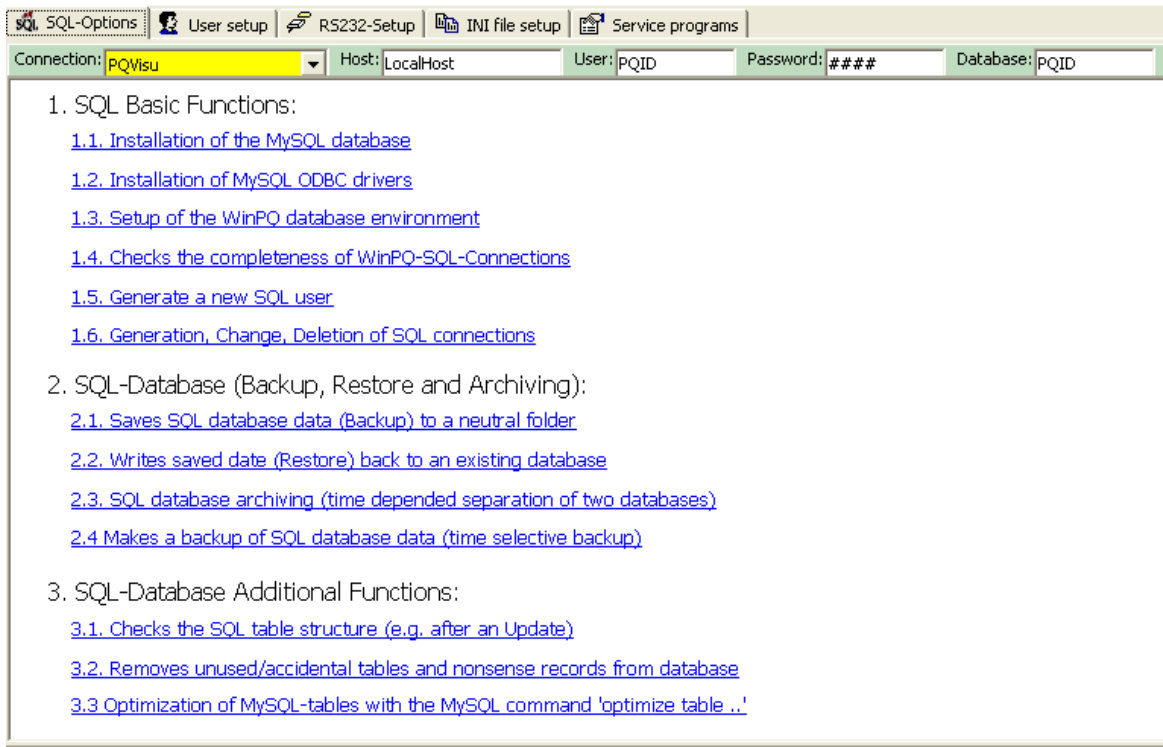 SQL SQL-Options User setup RS232-Setup INI file setup Service programs
Connection: PQVisu Host: LocalHost User: PQID Password: #### Database: PQID
1. SQL Basic Functions:
1.1. Installation of the MySQL database
1.2. Installation of MySQL ODBC drivers
1.3. Setup of the WinPQ database environment
1.4. Checks the completeness of WinPQ-SQL-Connections
1.5. Generate a new SQL user
1.6. Generation, Change, Deletion of SQL connections
2. SQL-Database (Backup, Restore and Archiving):
2.1. Saves SQL database data (Backup) to a neutral folder
2.2. Writes saved date (Restore) back to an existing database
2.3. SQL database archiving (time depended separation of two databases)
2.4 Makes a backup of SQL database data (time selective backup)
3. SQL-Database Additional Functions:
3.1. Checks the SQL table structure (e.g. after an Update)
3.2. Removes unused/accidental tables and nonsense records from database
3.3 Optimization of MySQL-tables with the MySQL command 'optimize table ..'